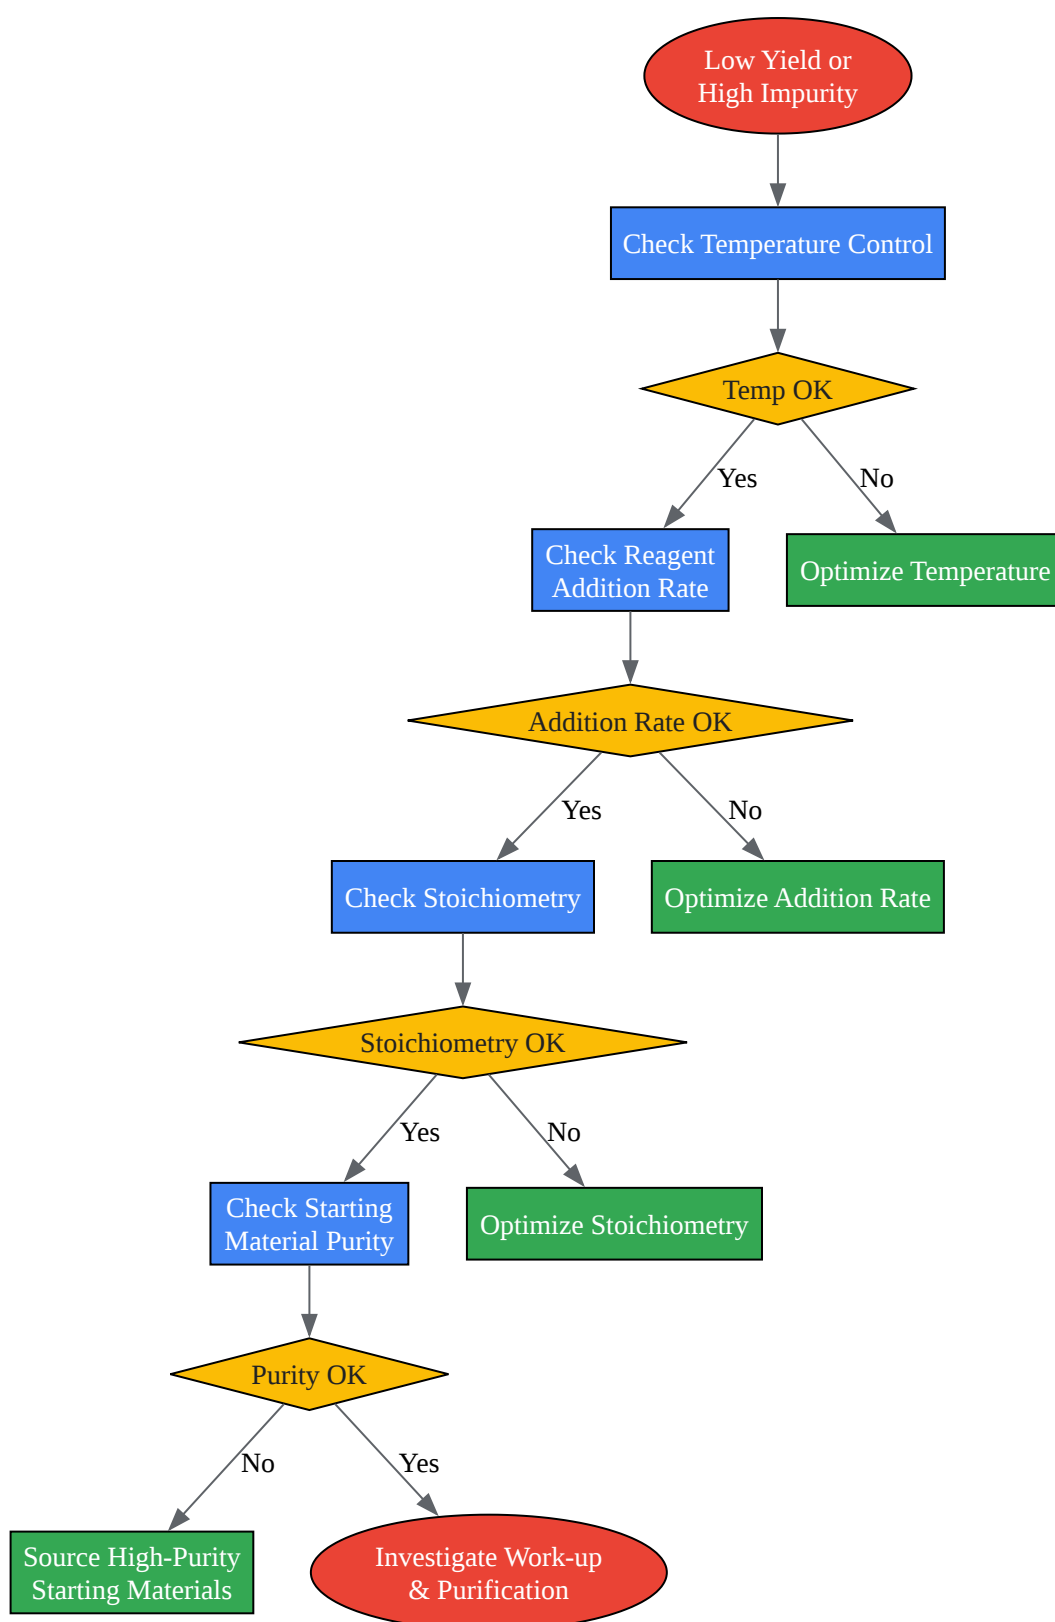 Low Yield or
High Impurity
Check Temperature Control
Temp OK
Yes
No
Check Reagent
Addition Rate
Optimize Temperature
Addition Rate OK
Yes
No
Check Stoichiometry
Optimize Addition Rate
Stoichiometry OK
Yes
No
Check Starting
Material Purity
Optimize Stoichiometry
Purity OK
No
Yes
Source High-Purity
Starting Materials
Investigate Work-up
& Purification